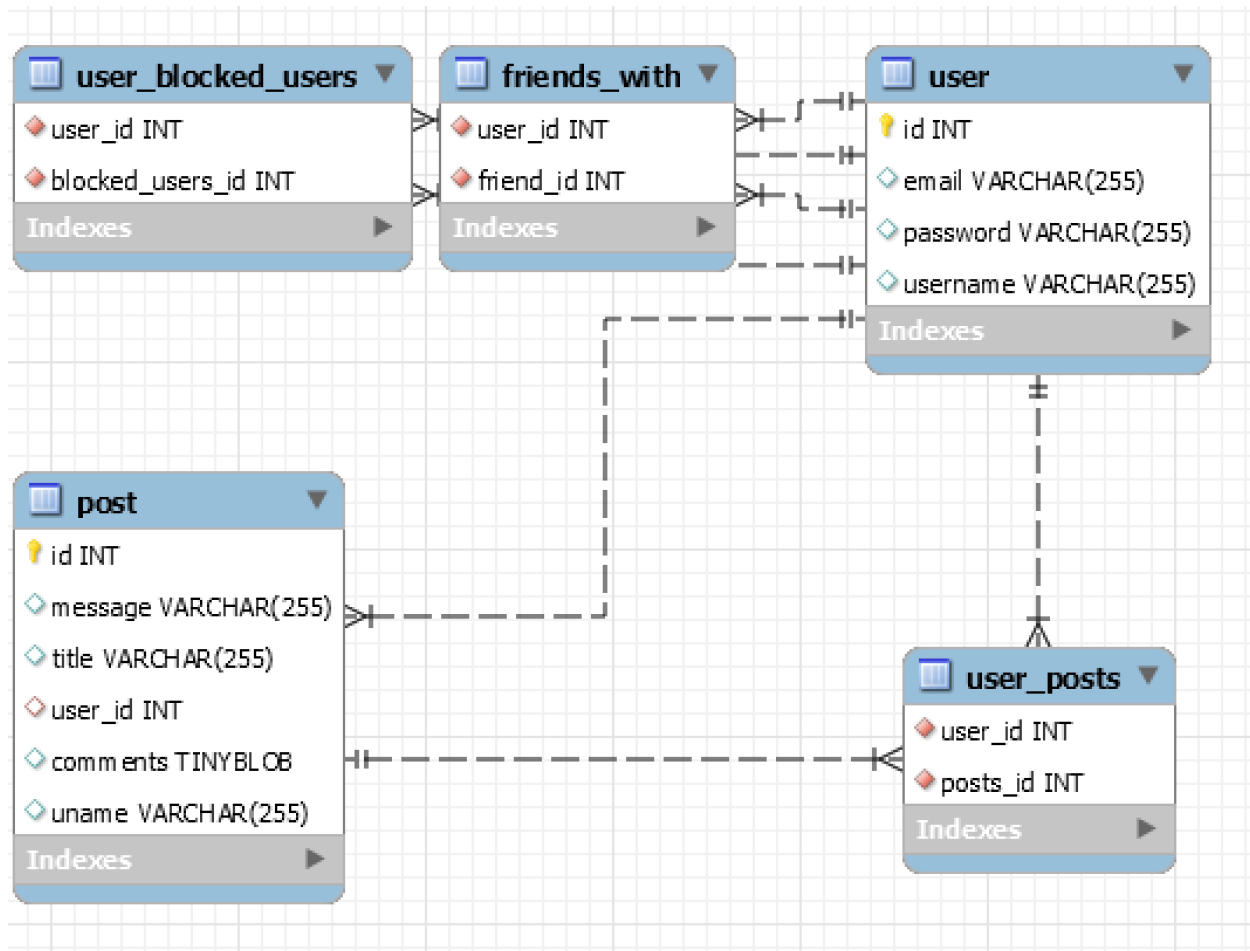 user_blocked_users
user_id INT
blocked_users_id INT
Indexes
friends_with
user_id INT
friend_id INT
Indexes
user
id INT
email VARCHAR(255)
password VARCHAR(255)
username VARCHAR(255)
Indexes
post
id INT
message VARCHAR(255)
title VARCHAR(255)
user_id INT
comments TINYBLOB
uname VARCHAR(255)
Indexes
user_posts
user_id INT
posts_id INT
Indexes